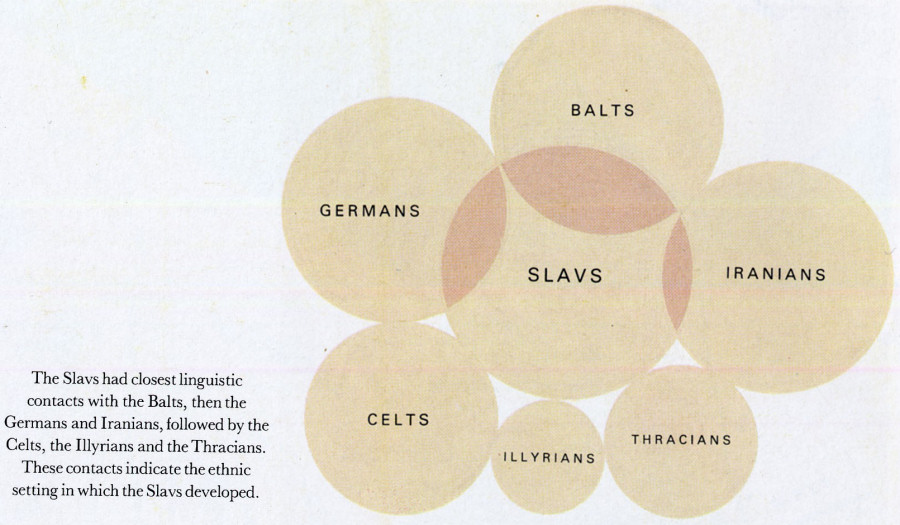 BALTS
GERMANS
SLAVS
IRANIANS
CELTS
THRACIANS
ILLYRIANS
The Slavs had closest linguistic
contacts with the Balts, then the
Germans and Iranians, followed by the
Celts, the Illyrians and the Thracians.
These contacts indicate the ethnic
setting in which the Slavs developed.